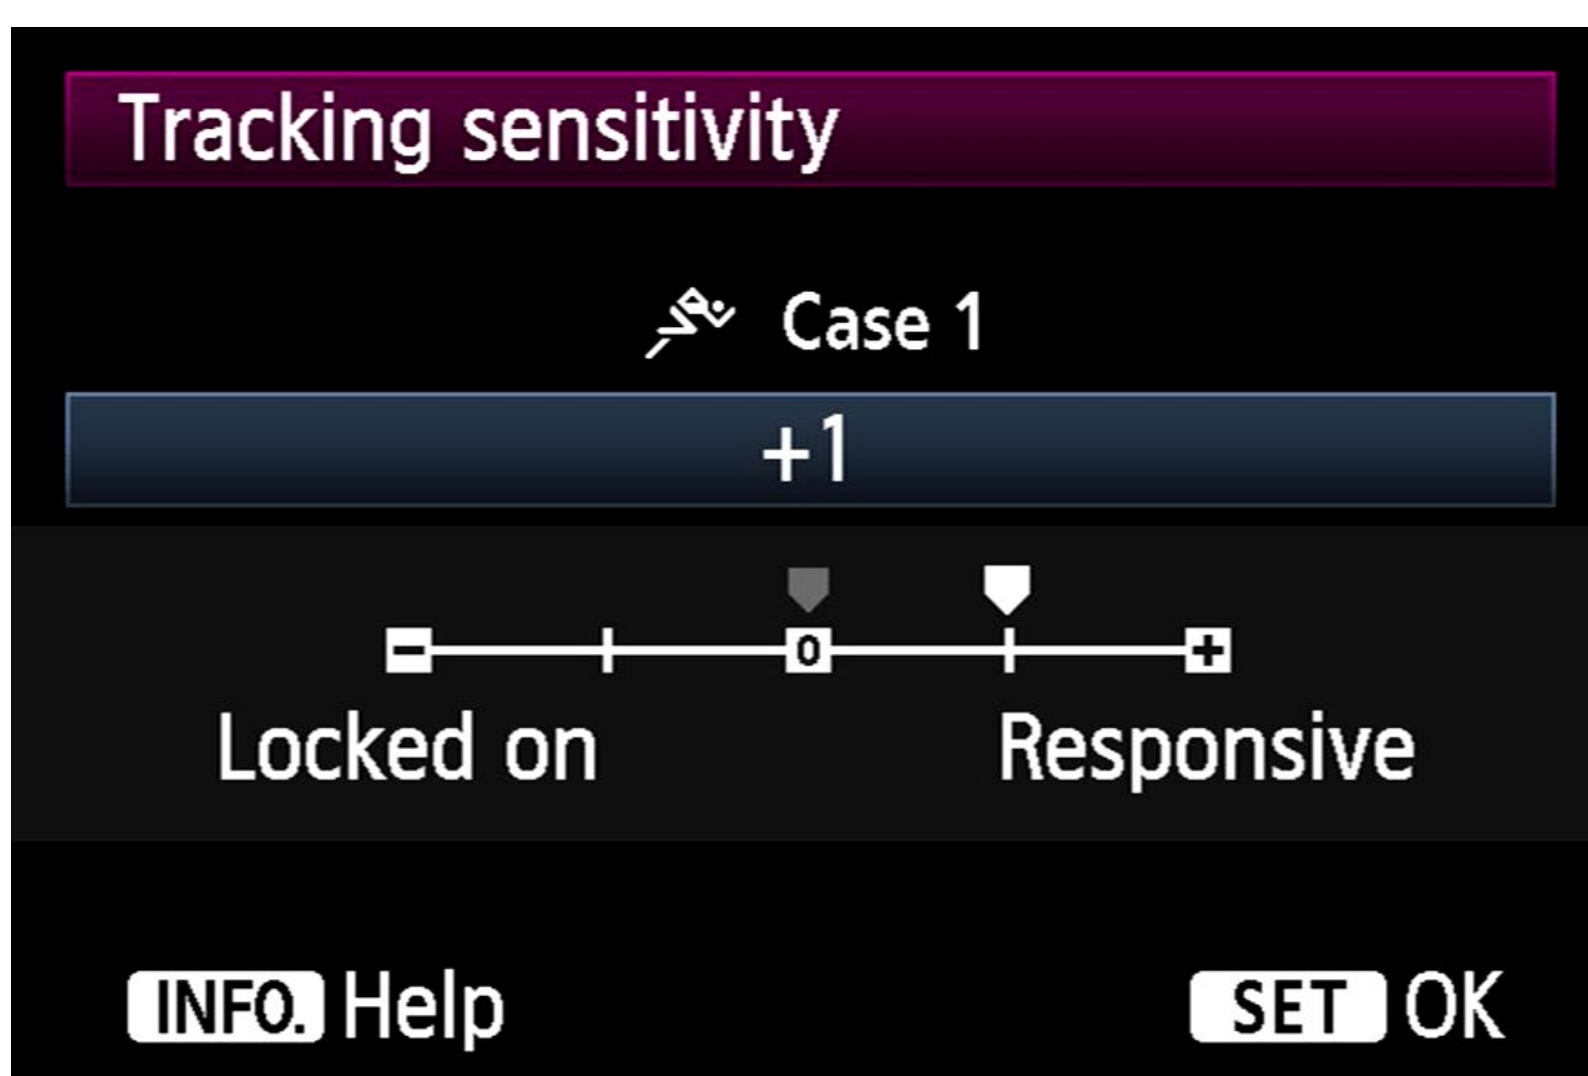 Tracking sensitivity
Case 1
+1
- 0 +
Locked on Responsive
INFO. Help SET OK